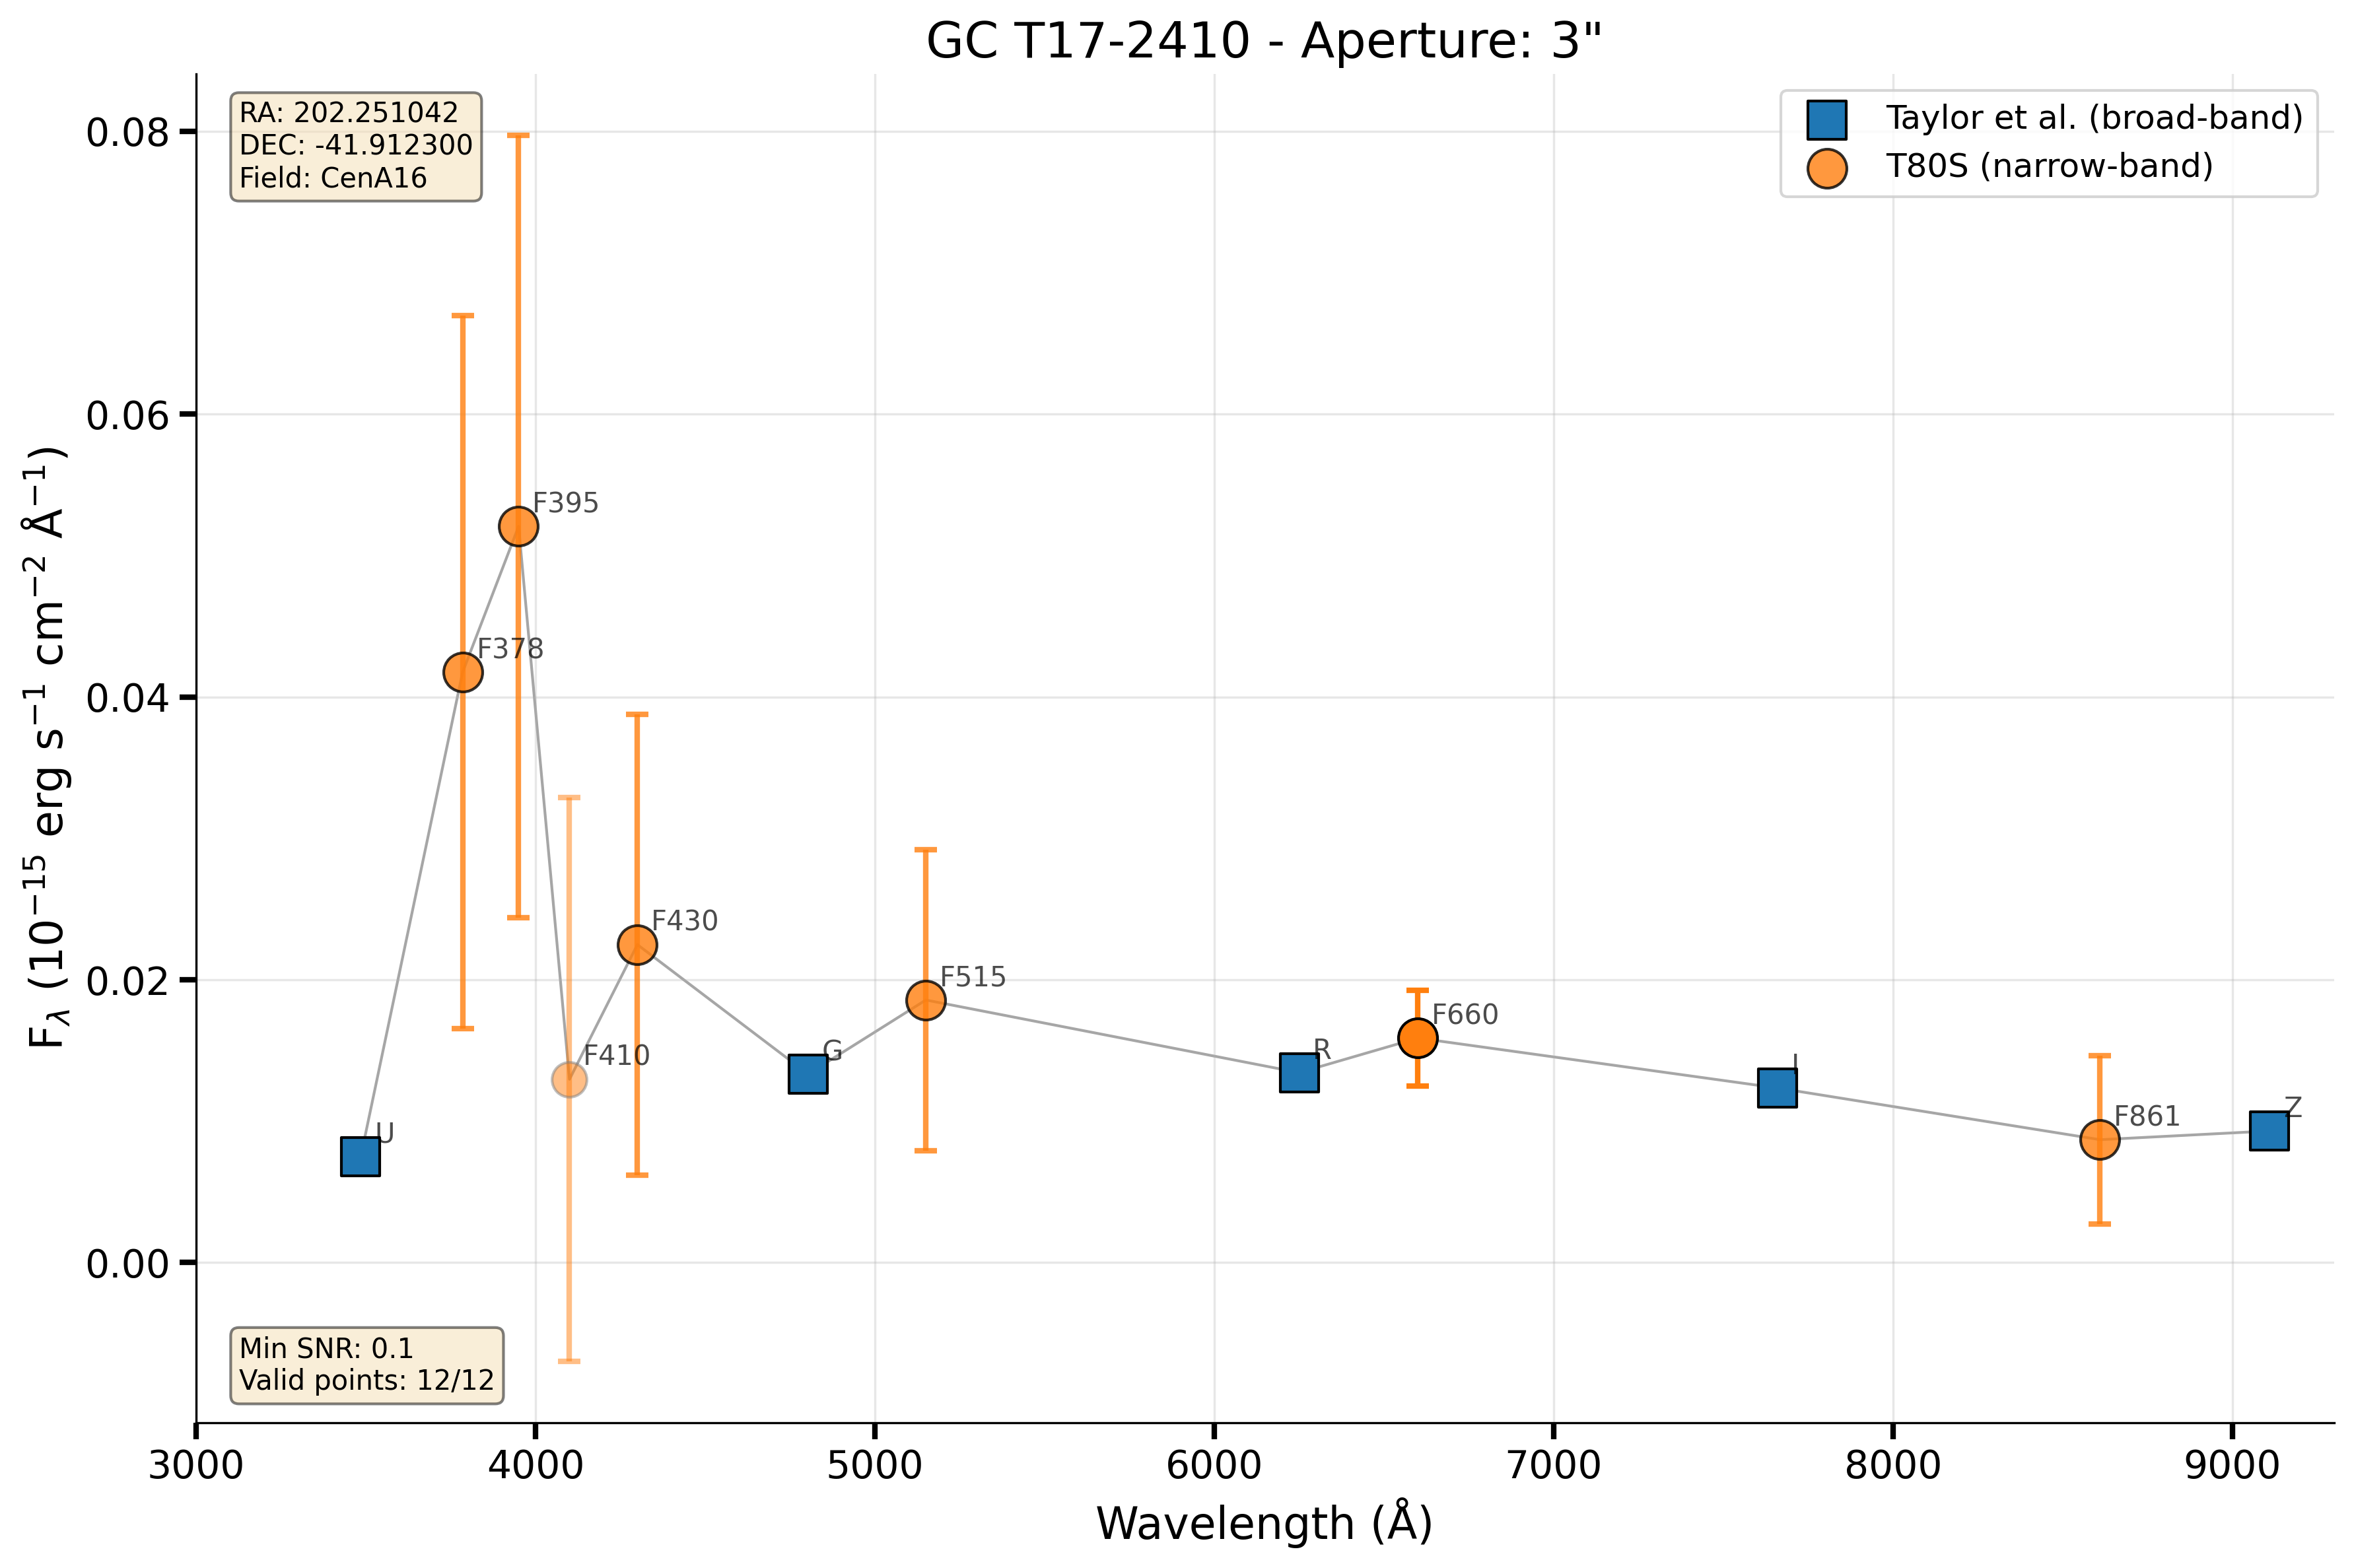 GC T17-2410 - Aperture: 3"
RA: 202.251042
DEC: -41.912300
Field: CenA16
Taylor et al. (broad-band)
T80S (narrow-band)
0.08
0.06
0.04
0.02
0.00
F_λ (10⁻¹⁵ erg s⁻¹ cm⁻² Å⁻¹)
F395
F378
F430
F515
F660
F410
G
R
I
U
F861
Z
Min SNR: 0.1
Valid points: 12/12
3000 4000 5000 6000 7000 8000 9000
Wavelength (Å)